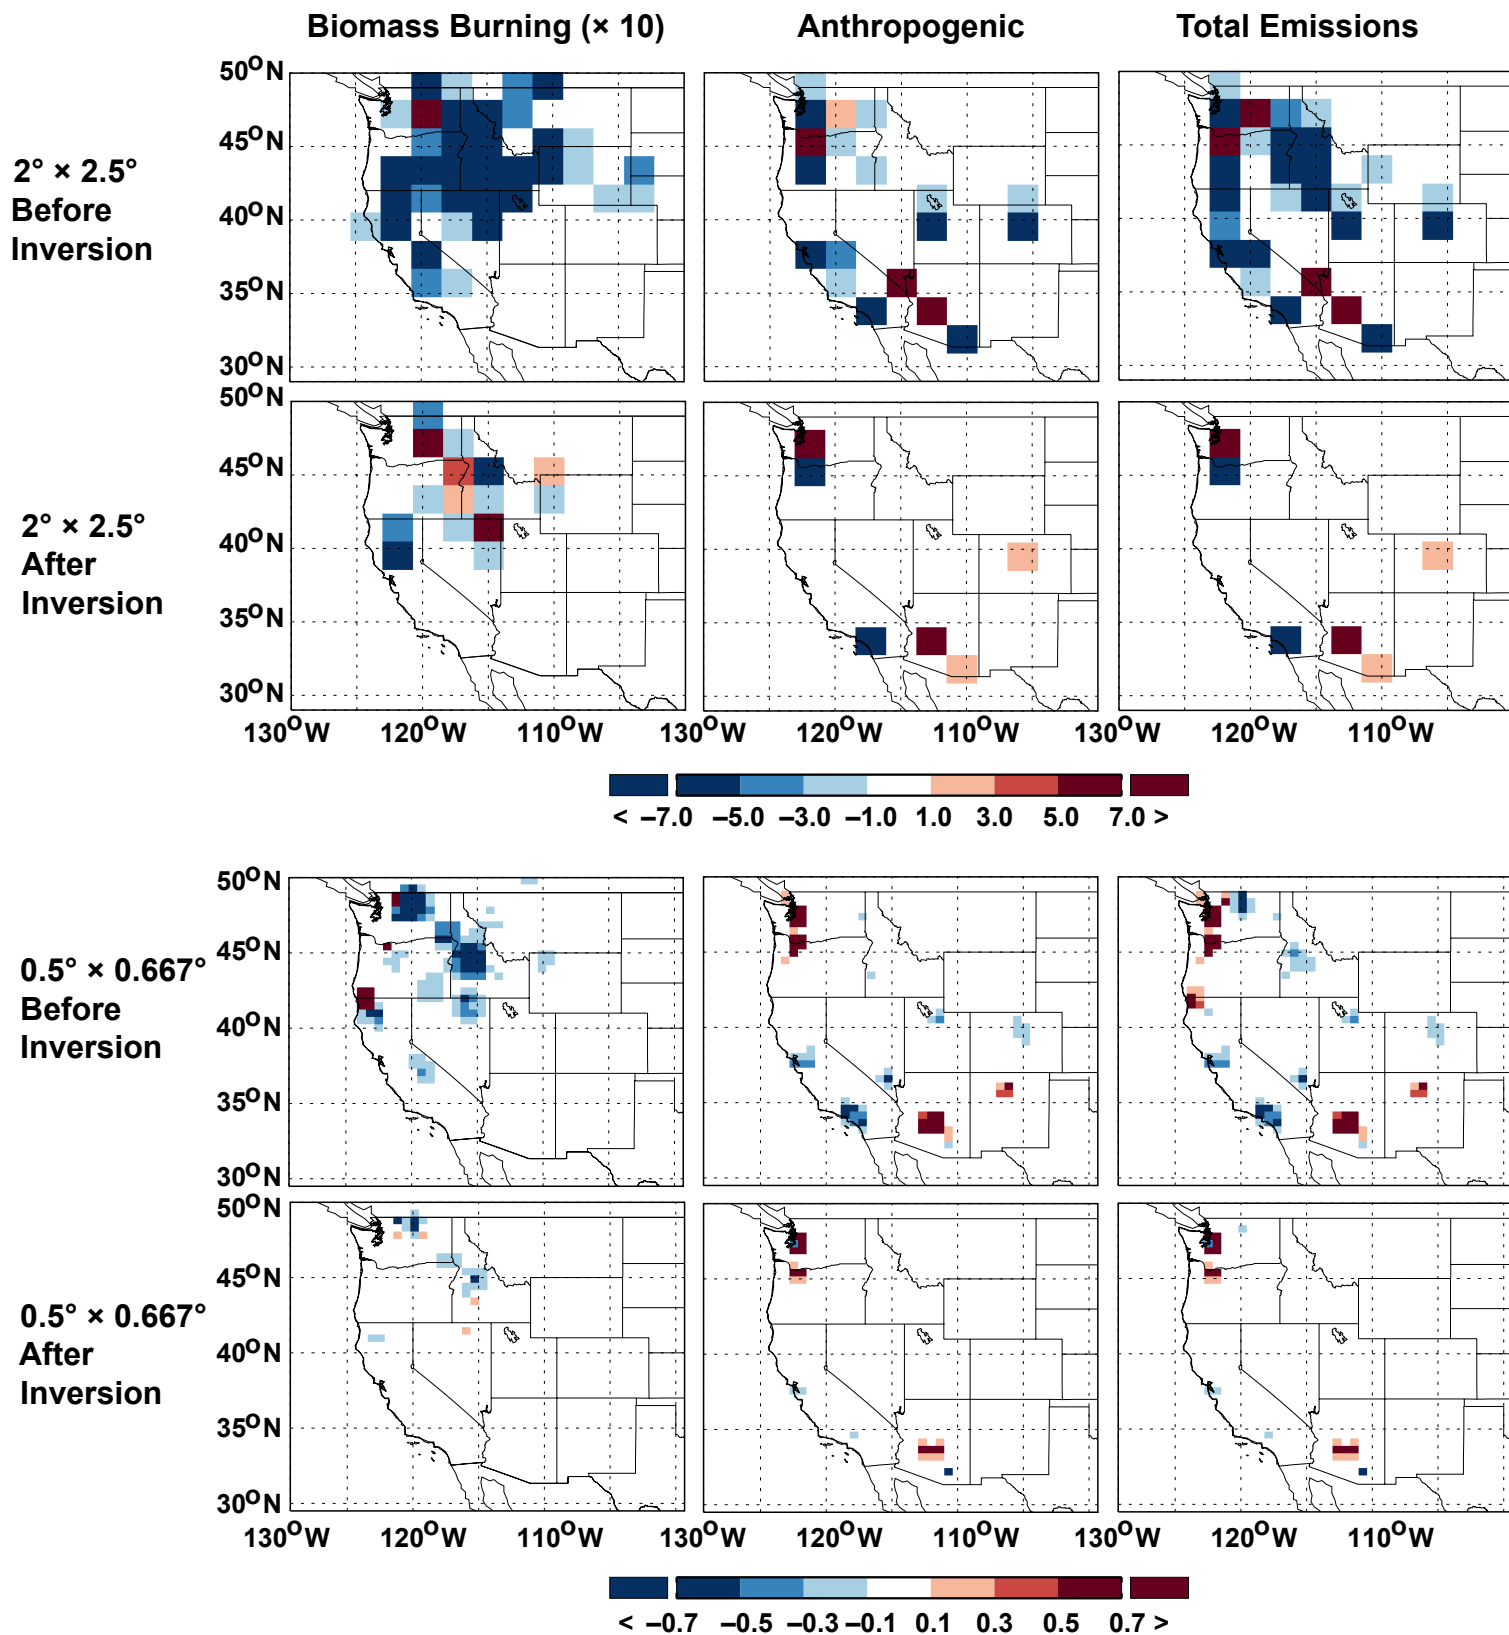 Biomass Burning (× 10) Anthropogenic Total Emissions
50°N
45°N
40°N
35°N
30°N
2° × 2.5°
Before
Inversion
50°N
45°N
40°N
35°N
30°N
2° × 2.5°
After
Inversion
130°W 120°W 110°W 130°W 120°W 110°W 130°W 120°W 110°W
< –7.0 –5.0 –3.0 –1.0 1.0 3.0 5.0 7.0 >
50°N
45°N
40°N
35°N
30°N
0.5° × 0.667°
Before
Inversion
50°N
45°N
40°N
35°N
30°N
0.5° × 0.667°
After
Inversion
130°W 120°W 110°W 130°W 120°W 110°W 130°W 120°W 110°W
< –0.7 –0.5 –0.3 –0.1 0.1 0.3 0.5 0.7 >